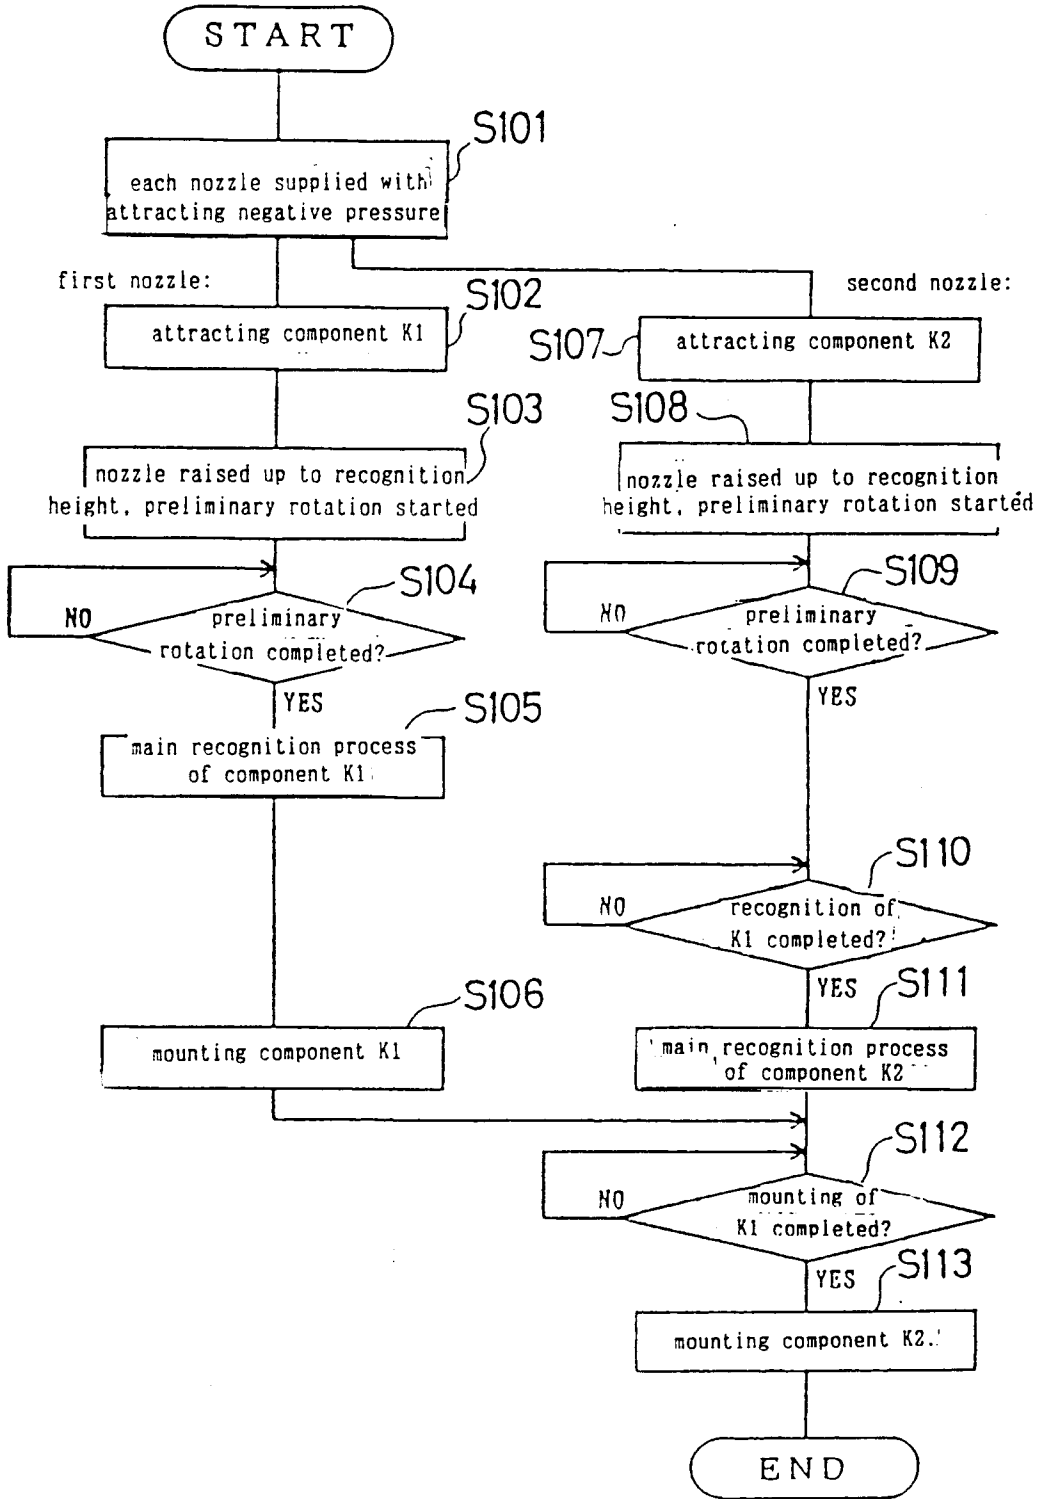 START
S101
each nozzle supplied with
attracting negative pressure
first nozzle:
S102
attracting component K1
S103
nozzle raised up to recognition
height, preliminary rotation started
S104
NO
preliminary
rotation completed?
YES
S105
main recognition process
of component K1
S106
mounting component K1
second nozzle:
S107
attracting component K2
S108
nozzle raised up to recognition
height, preliminary rotation started
S109
NO
preliminary
rotation completed?
YES
S110
NO
recognition of
K1 completed?
YES
S111
main recognition process
of component K2
S112
NO
mounting of
K1 completed?
YES
S113
mounting component K2.
END